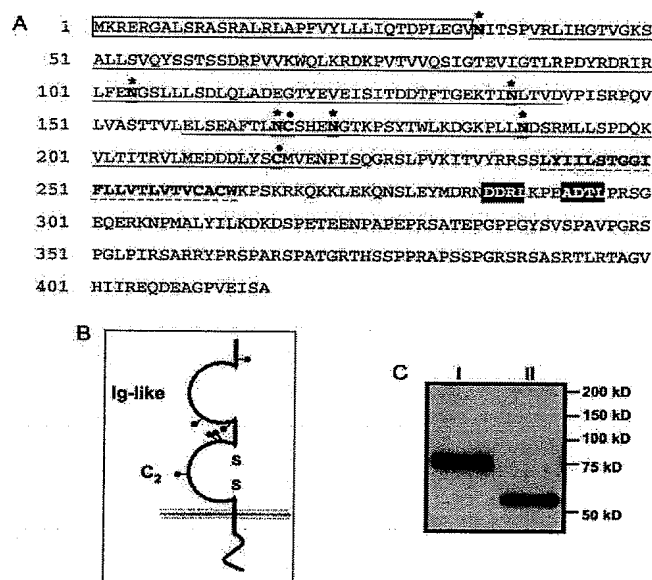 A
1 MKRERGALSRASRALRLAPFVYLLLIQTDPLEGVNITSPVRLIHGTVGKS
51 ALLSVQYSSTSSDRPVVKWQLKRDKPVTVVQSIGTEVIGTLRPDYRDRIR
101 LFENGSLLLSDLQLADEGTYEVEISITDDTFTGEKTINLTVDVPISRPQV
151 LVASTTVLELSEAFTLNCSHENGTKPSYTWLKDGKPLLNDSRMLLSPDQK
201 VLTITRVLMEDDDLYSCMVENPISQGRSLPVKITVYRRSSLYIILSTGGI
251 FLLVTLVTVCACWKPSKRKQKKLEKQNSLEYMDRNDDRLKPEADTLPRSG
301 EQERKNPMALYILKDKDSPETEENPAPEPRSATEPGPPGYSVSPAVPGRS
351 PGLPIRSARRYPRSPARSPATGRTHSSPPRAPSSPGRSRSASRTLRTAGV
401 HIIREQDEAGPVEISA
B
Ig-like
C2
S
S
C
I II
200 kD
150 kD
100 kD
75 kD
50 kD